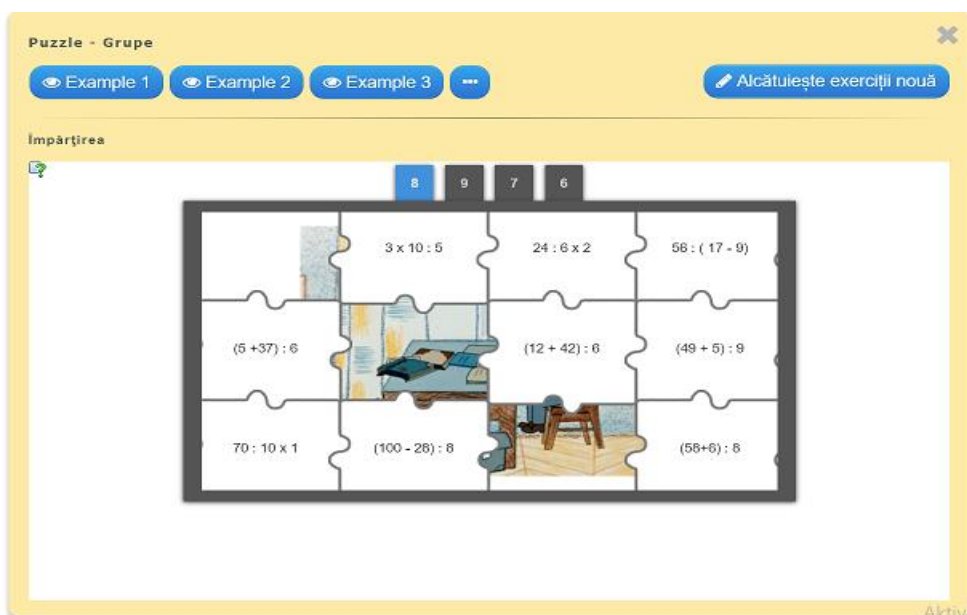 Puzzle - Grupe
Example 1 Example 2 Example 3 ••• Alcătuiește exerciții nouă
Împărţirea
8 9 7 6
3 x 10 : 5 24 : 6 x 2 56 : ( 17 - 9)
(5 +37) : 6 (12 + 42) : 6 (49 + 5) : 9
70 : 10 x 1 (100 - 28) : 8 (58+6) : 8
Aktiv